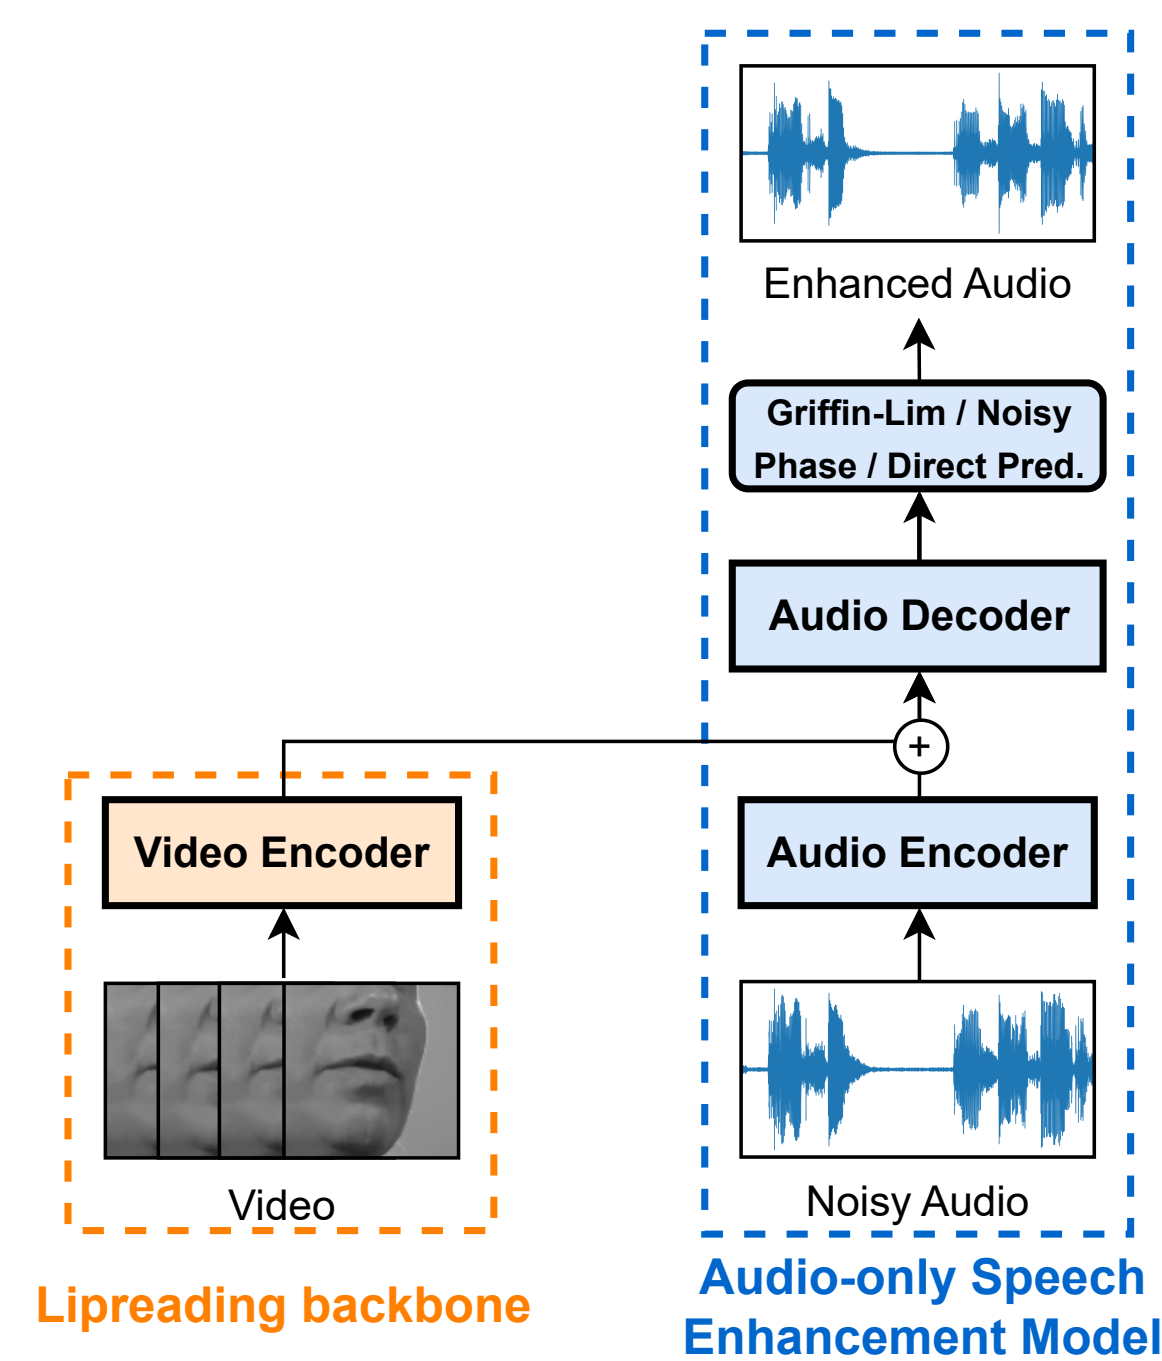 Enhanced Audio
Griffin-Lim / Noisy
Phase / Direct Pred.
Audio Decoder
+
Video Encoder
Audio Encoder
Video
Noisy Audio
Lipreading backbone
Audio-only Speech
Enhancement Model